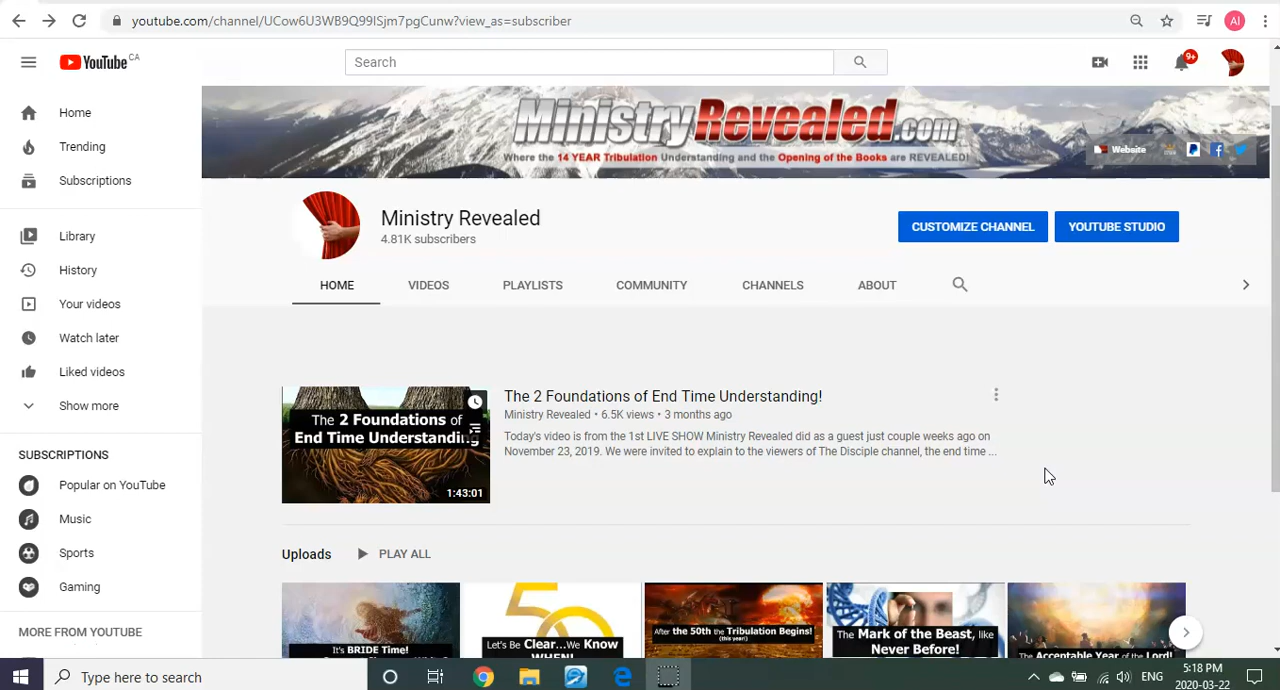 youtube.com/channel/UCow6U3WB9Q99ISjm7pgCunw?view_as=subscriber
AI
YouTube CA
Search
9+
Home
Trending
Subscriptions
Library
History
Your videos
Watch later
Liked videos
Show more
SUBSCRIPTIONS
Popular on YouTube
Music
Sports
Gaming
MORE FROM YOUTUBE
MinistryRevealed.com
Where the 14 YEAR Tribulation Understanding and the Opening of the Books are REVEALED!
Website
Ministry Revealed
4.81K subscribers
CUSTOMIZE CHANNEL
YOUTUBE STUDIO
HOME VIDEOS PLAYLISTS COMMUNITY CHANNELS ABOUT
The 2 Foundations of
End Time Understanding
1:43:01
The 2 Foundations of End Time Understanding!
Ministry Revealed • 6.5K views • 3 months ago
Today's video is from the 1st LIVE SHOW Ministry Revealed did as a guest just couple weeks ago on
November 23, 2019. We were invited to explain to the viewers of The Disciple channel, the end time ...
Uploads PLAY ALL
It's BRIDE Time!
50
Let's Be Clear...We Know
WHEN!
After the 50th the Tribulation Begins!
(this year!)
The Mark of the Beast, like
Never Before!
The Acceptable Year of the Lord!
Type here to search
ENG
5:18 PM
2020-03-22